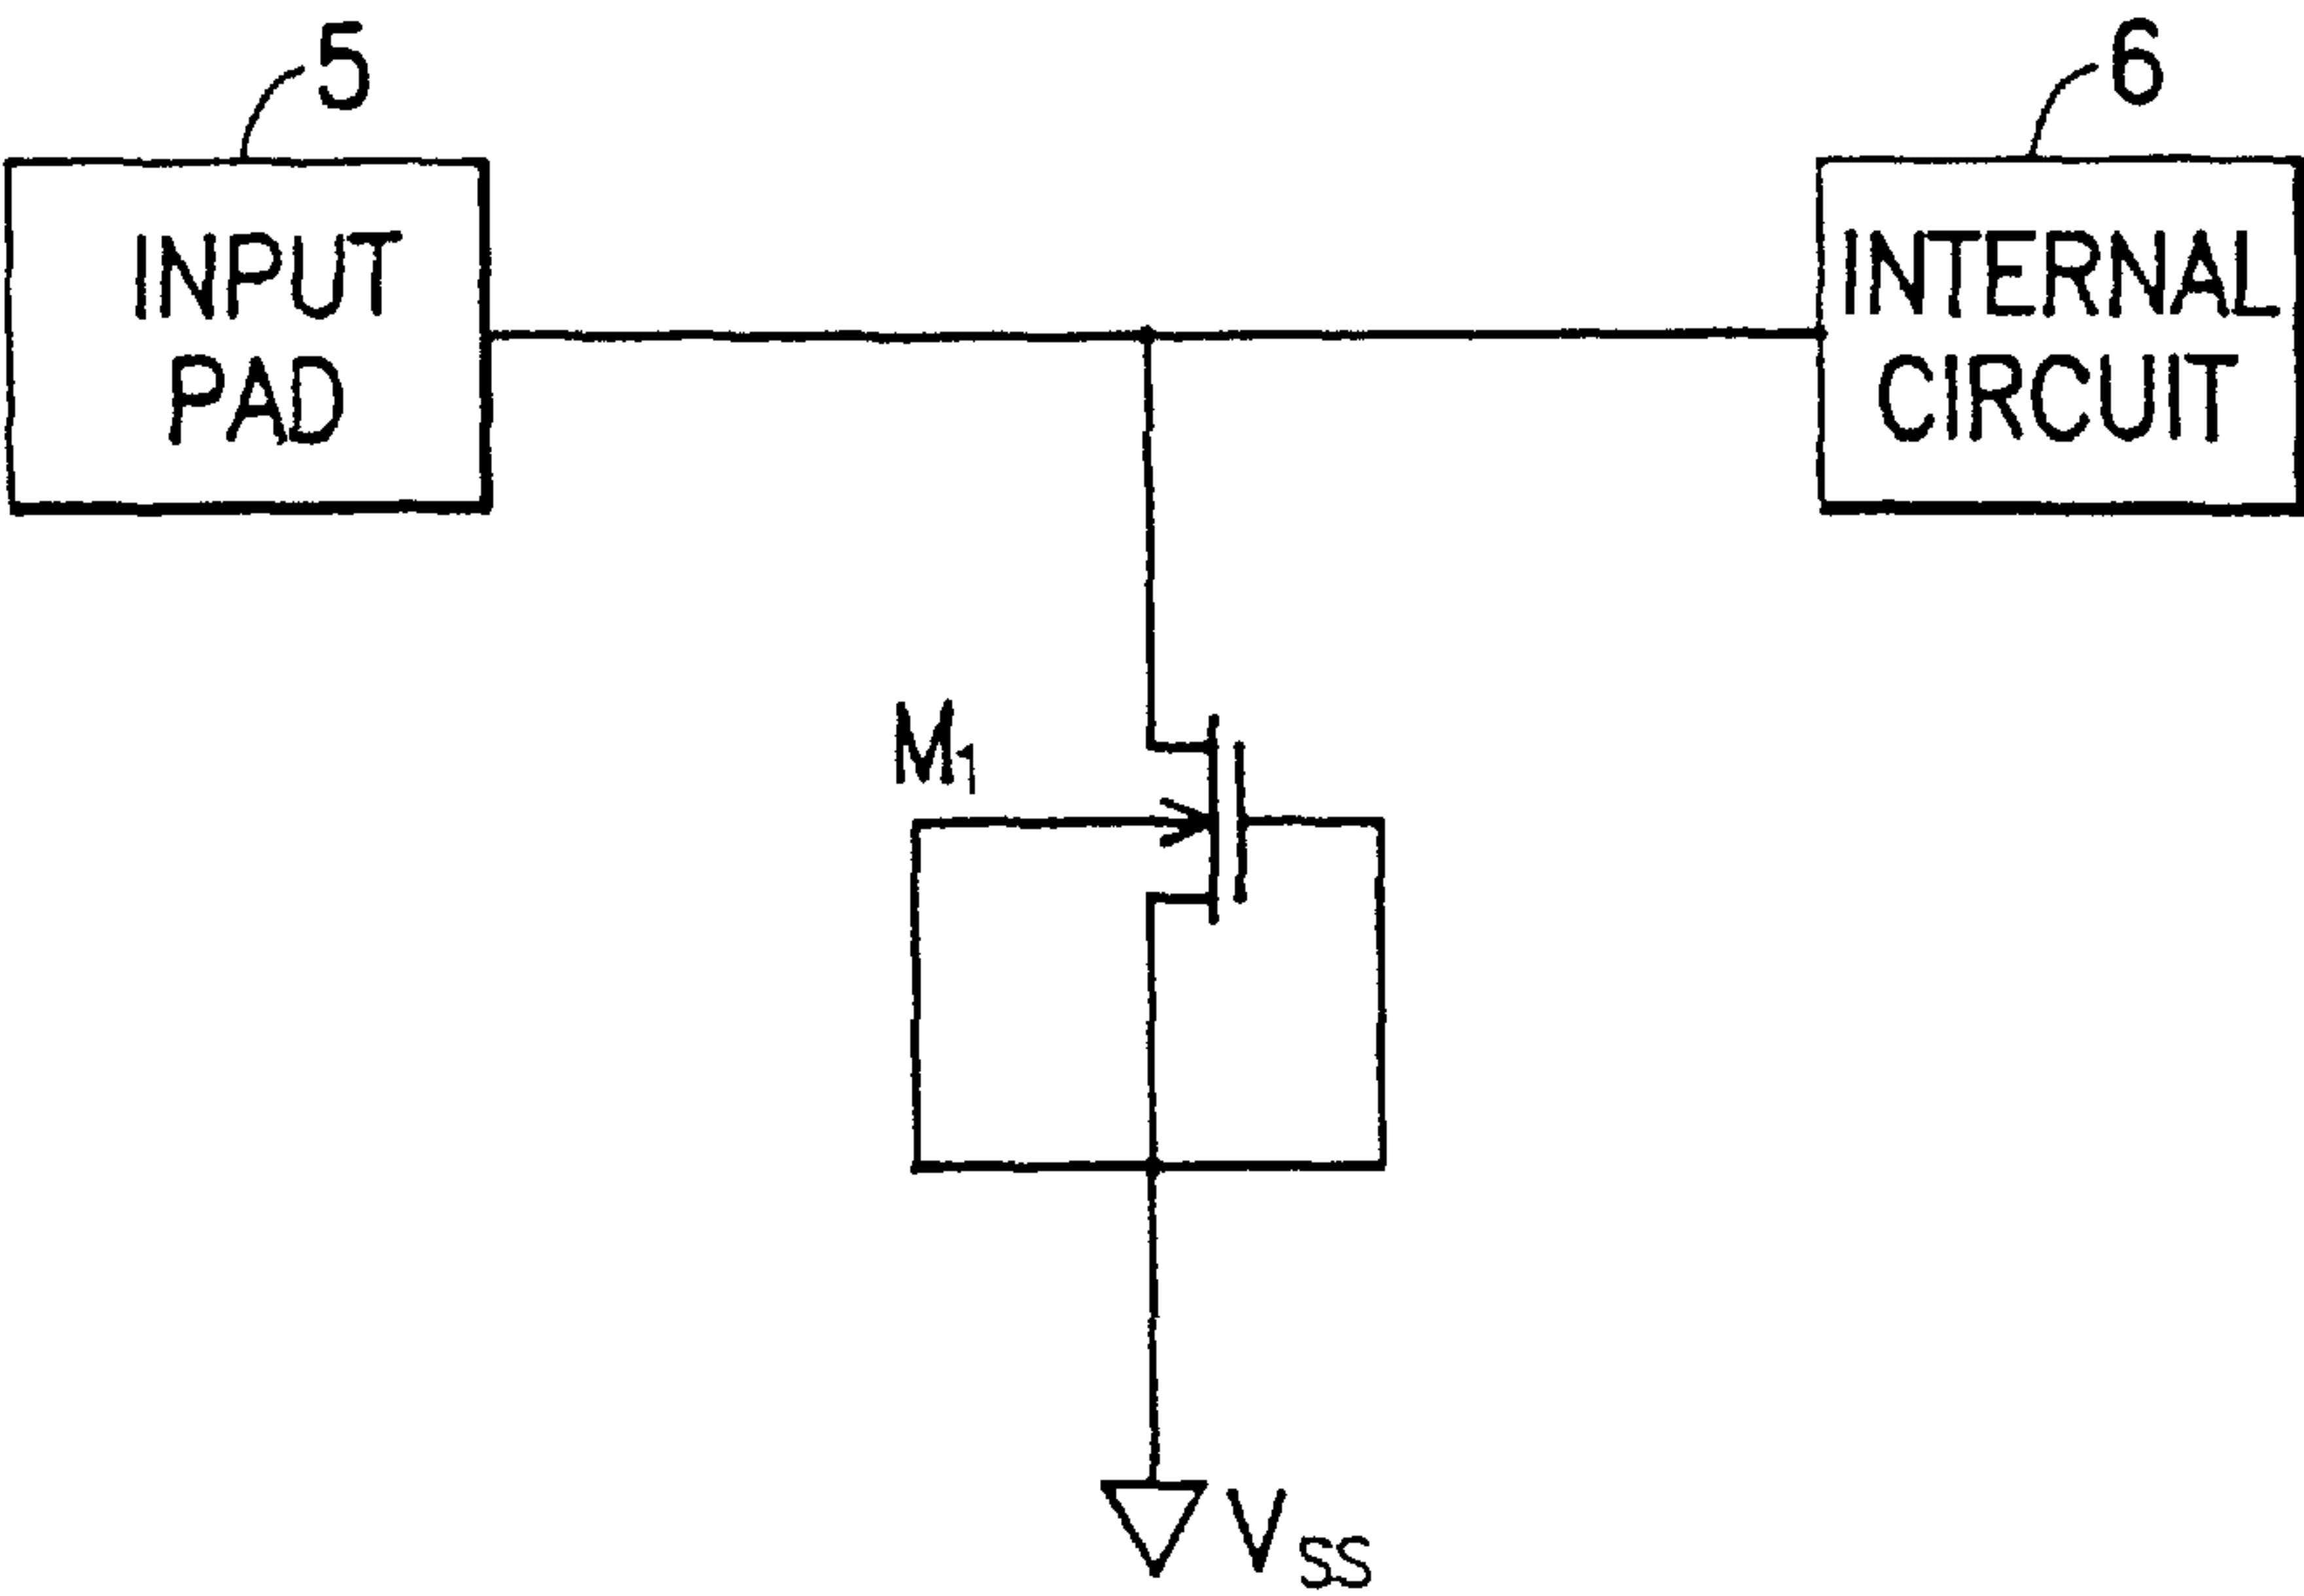 5
6
INPUT
PAD
INTERNAL
CIRCUIT
M1
VSS